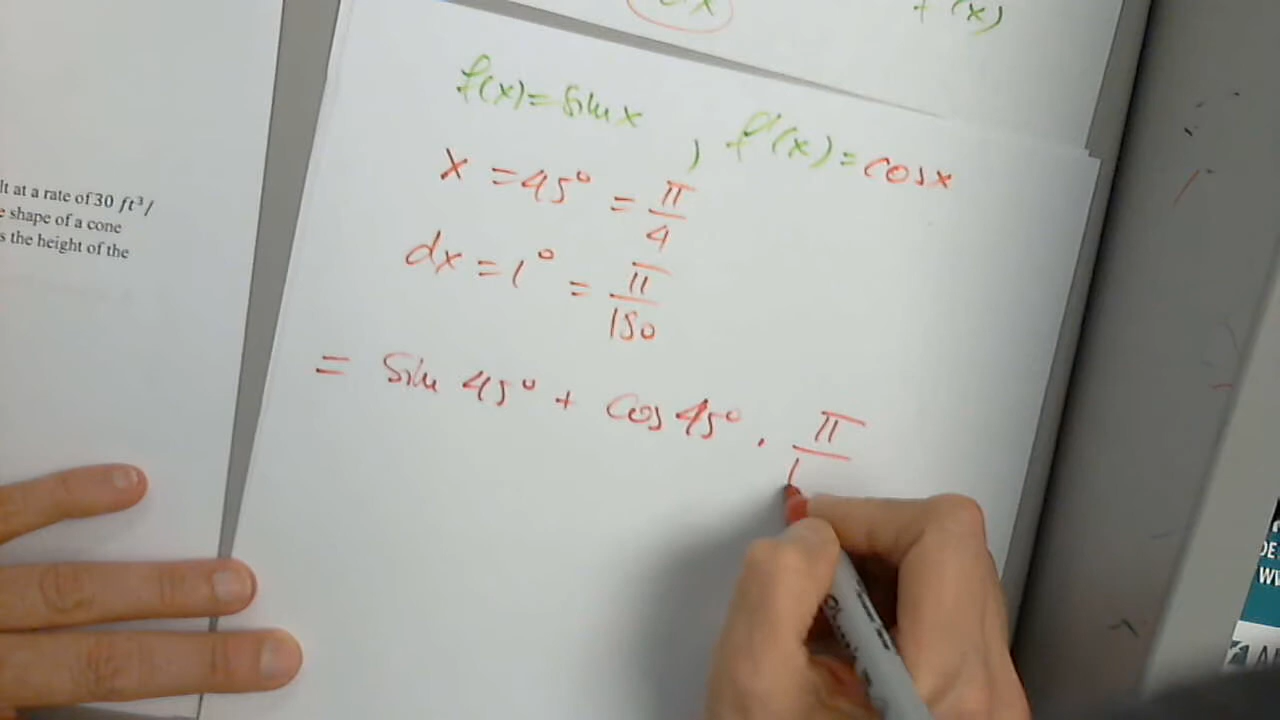 f'(x)
f(x) = sin x , f'(x) = cos x
x = 45° = π/4
dx = 1° = π/180
= sin 45° + cos 45° · π/1
lt at a rate of 30 ft³/
e shape of a cone
s the height of the